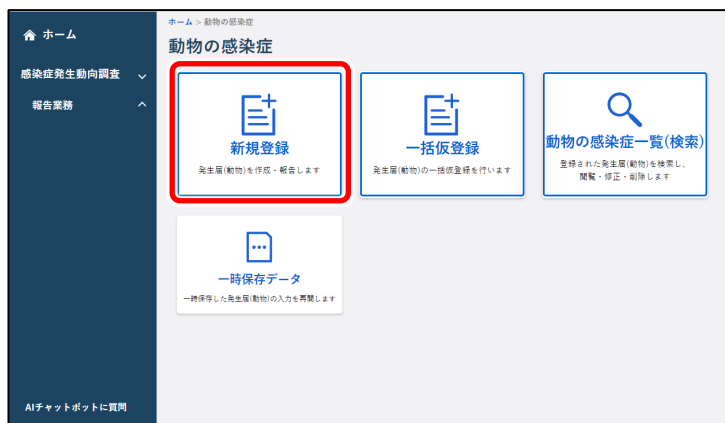 ホーム
感染症発生動向調査
報告業務
AIチャットボットに質問
ホーム > 動物の感染症
動物の感染症
新規登録
発生届(動物)を作成・報告します
一括仮登録
発生届(動物)の一括仮登録を行います
動物の感染症一覧(検索)
登録された発生届(動物)を検索し、
閲覧・修正・削除します
一時保存データ
一時保存した発生届(動物)の入力を再開します